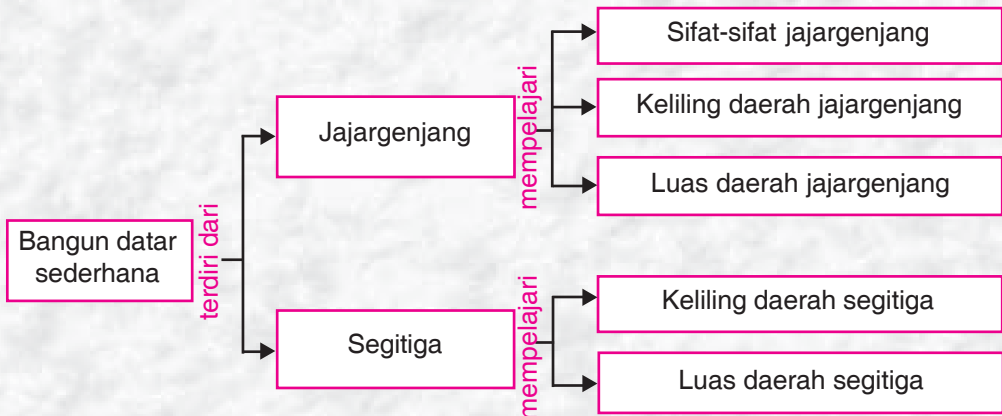 Bangun datar
sederhana
terdiri dari
Jajargenjang
mempelajari
Sifat-sifat jajargenjang
Keliling daerah jajargenjang
Luas daerah jajargenjang
Segitiga
mempelajari
Keliling daerah segitiga
Luas daerah segitiga